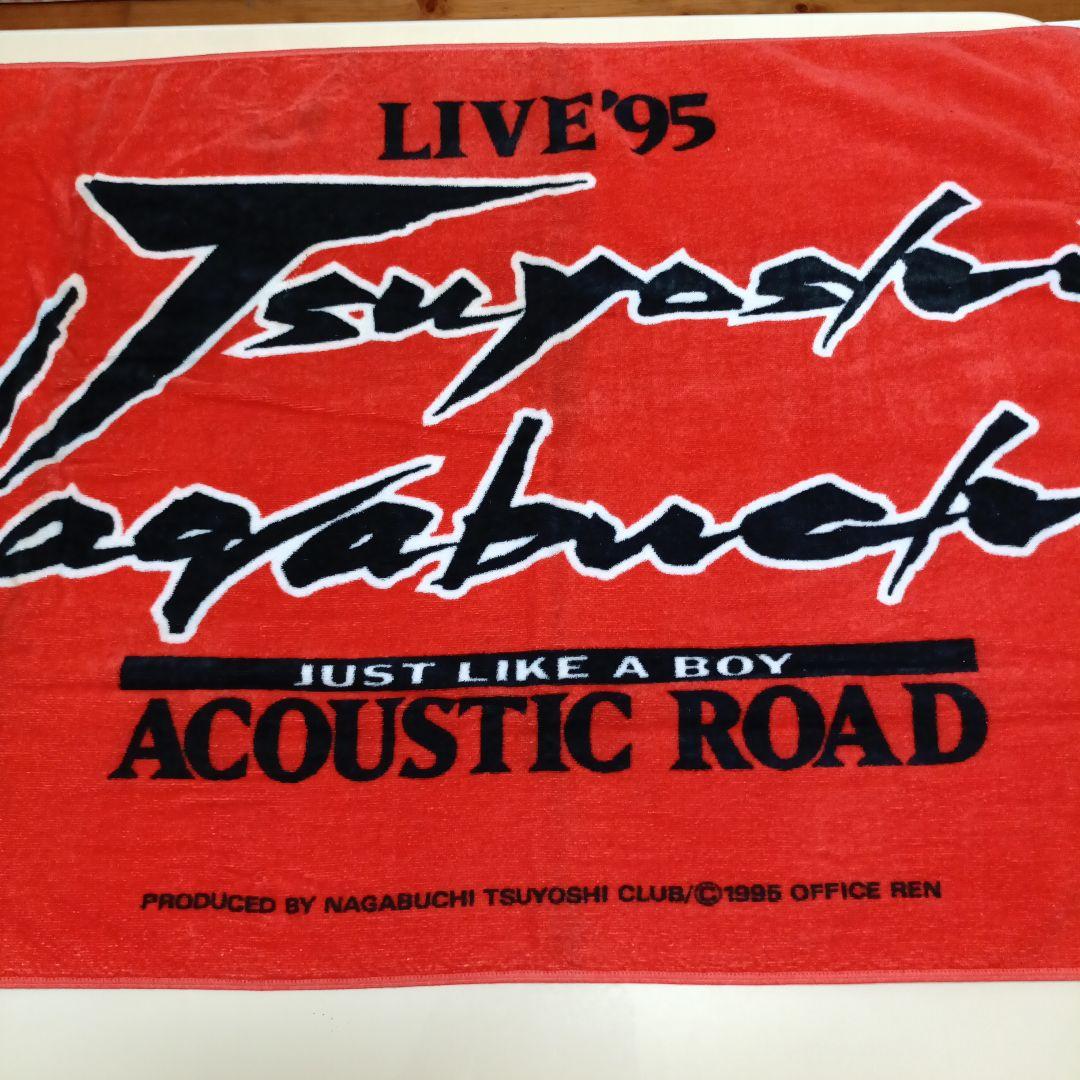 LIVE'95
Tsuyoshi
Nagabuchi
JUST LIKE A BOY
ACOUSTIC ROAD
PRODUCED BY NAGABUCHI TSUYOSHI CLUB/©1995 OFFICE REN